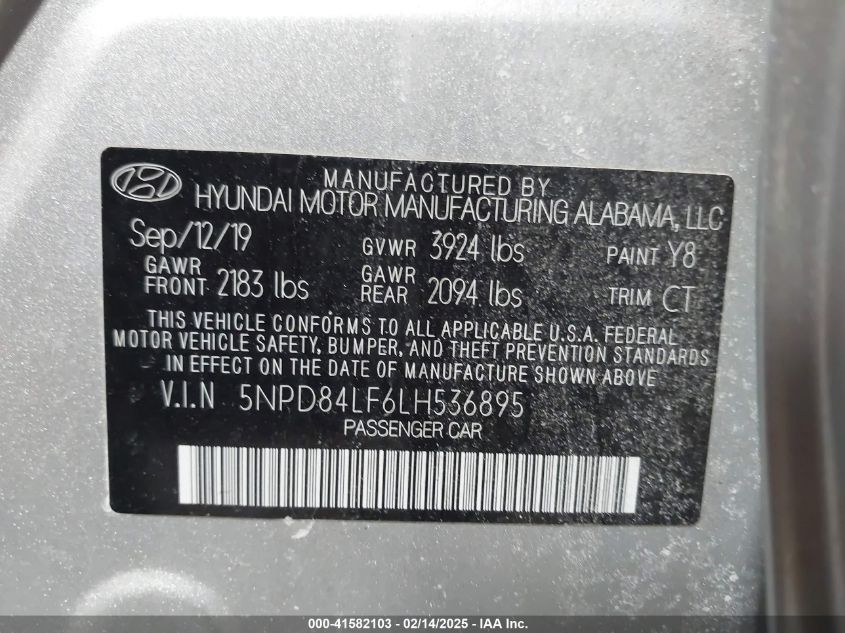 MANUFACTURED BY
HYUNDAI MOTOR MANUFACTURING ALABAMA, LLC
Sep/12/19 GVWR 3924 lbs PAINT Y8
GAWR FRONT 2183 lbs GAWR REAR 2094 lbs TRIM CT
THIS VEHICLE CONFORMS TO ALL APPLICABLE U.S.A. FEDERAL
MOTOR VEHICLE SAFETY, BUMPER, AND THEFT PREVENTION STANDARDS
IN EFFECT ON THE DATE OF MANUFACTURE SHOWN ABOVE
V.I.N 5NPD84LF6LH536895
PASSENGER CAR
000-41582103 - 02/14/2025 - IAA Inc.